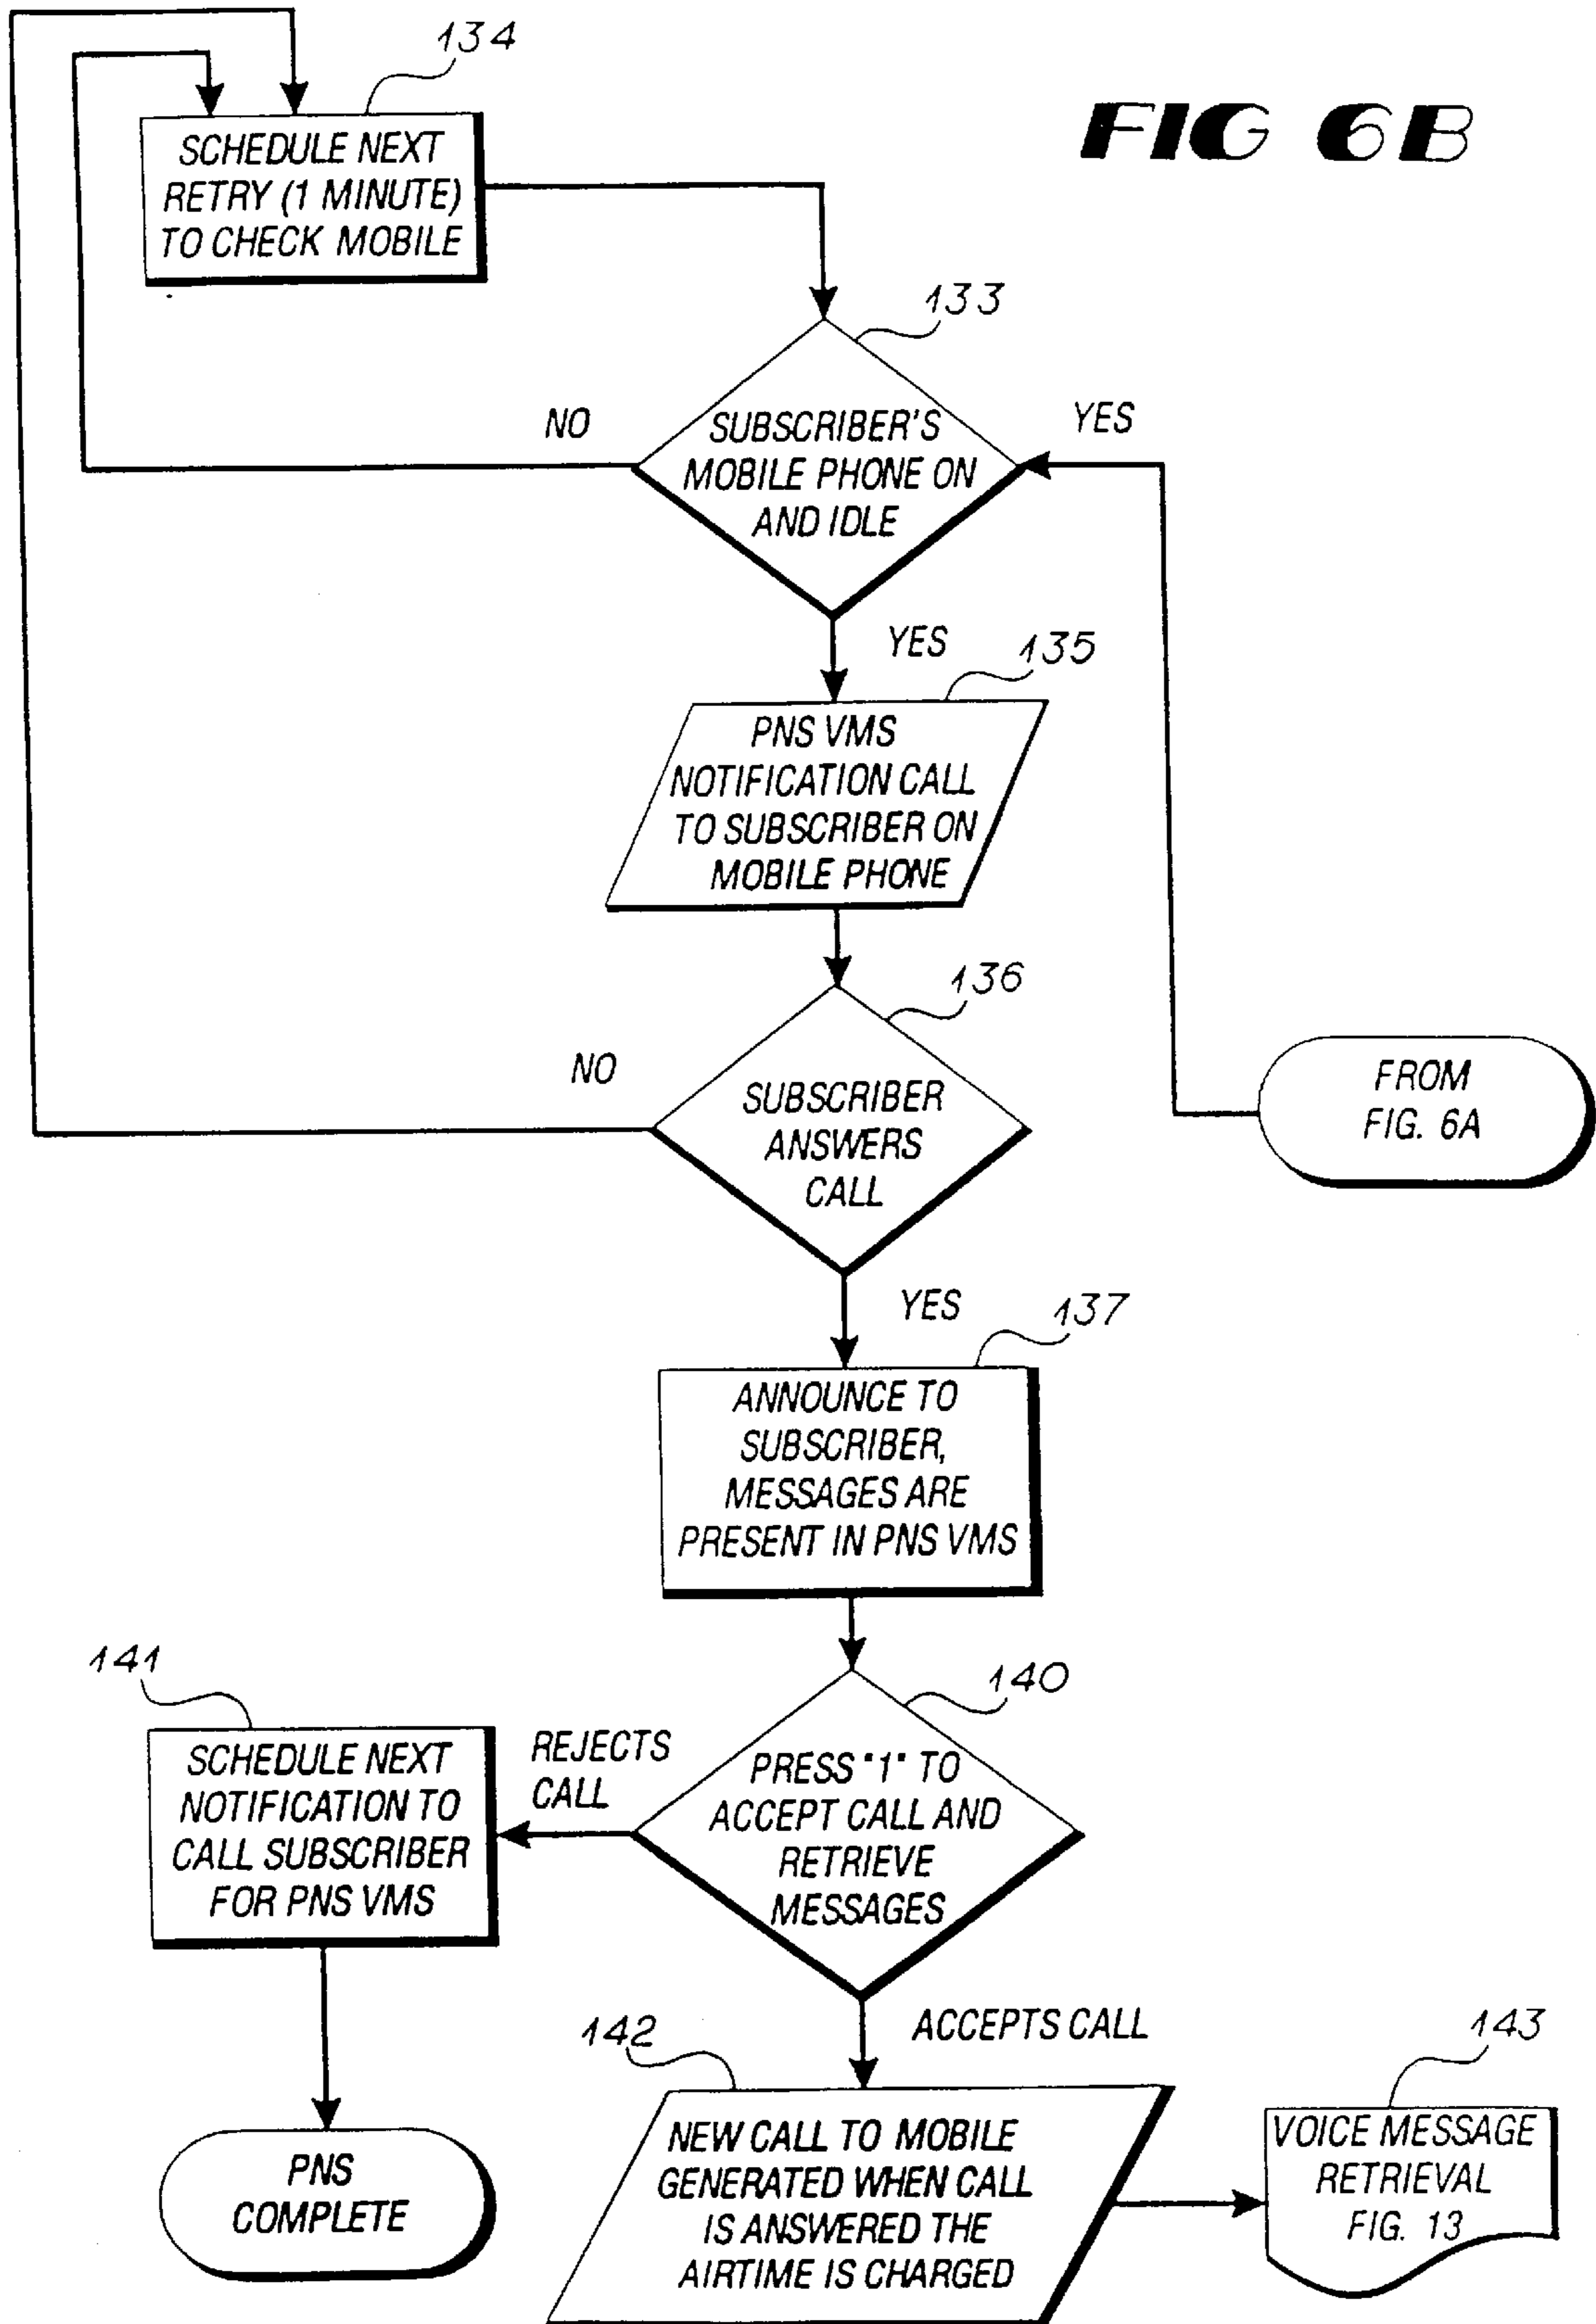 134
FIG 6B
SCHEDULE NEXT
RETRY (1 MINUTE)
TO CHECK MOBILE
133
NO
SUBSCRIBER'S
MOBILE PHONE ON
AND IDLE
YES
YES
135
PNS VMS
NOTIFICATION CALL
TO SUBSCRIBER ON
MOBILE PHONE
136
NO
SUBSCRIBER
ANSWERS
CALL
FROM
FIG. 6A
YES
137
ANNOUNCE TO
SUBSCRIBER,
MESSAGES ARE
PRESENT IN PNS VMS
141
140
SCHEDULE NEXT
NOTIFICATION TO
CALL SUBSCRIBER
FOR PNS VMS
REJECTS
CALL
PRESS "1" TO
ACCEPT CALL AND
RETRIEVE
MESSAGES
ACCEPTS CALL
142
143
PNS
COMPLETE
NEW CALL TO MOBILE
GENERATED WHEN CALL
IS ANSWERED THE
AIRTIME IS CHARGED
VOICE MESSAGE
RETRIEVAL
FIG. 13